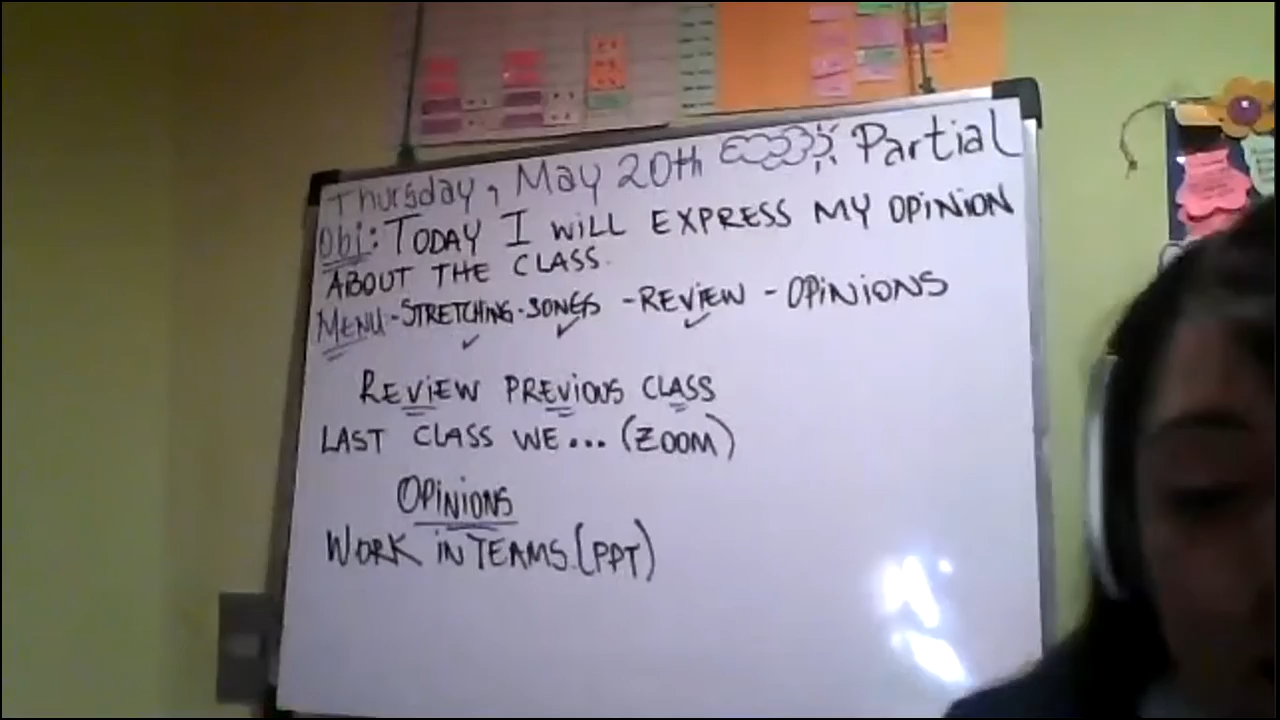 Thursday, May 20th Partial
Obj: TODAY I WILL EXPRESS MY OPINION
ABOUT THE CLASS.
MENU - STRETCHING - SONGS - REVIEW - OPINIONS
REVIEW PREVIOUS CLASS
LAST CLASS WE... (ZOOM)
OPINIONS
WORK IN TEAMS. (PPT)